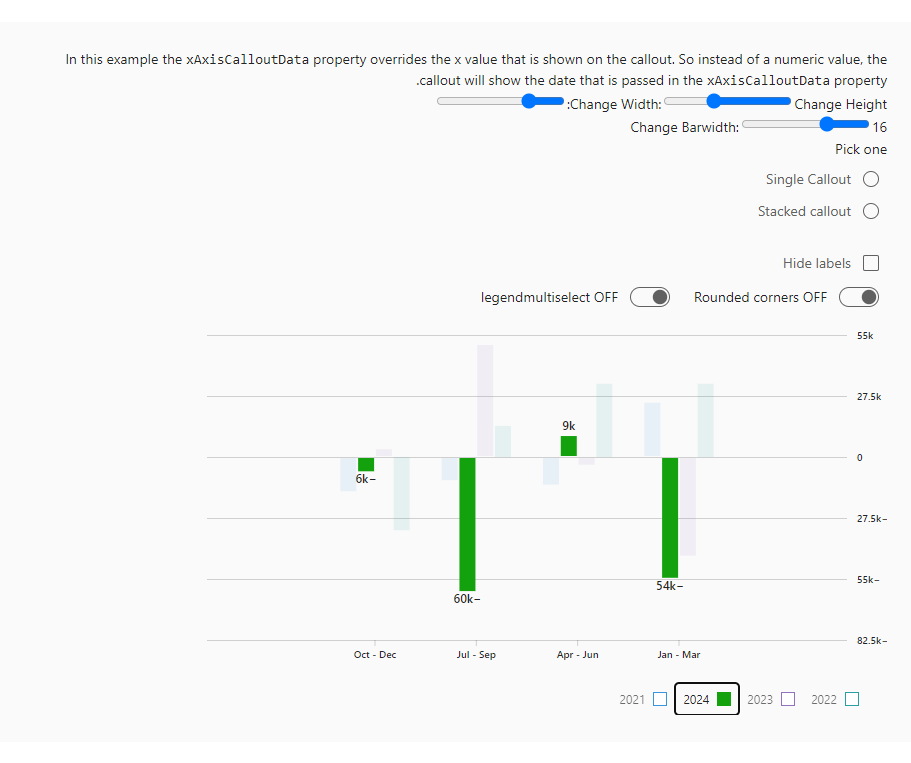 In this example the xAxisCalloutData property overrides the x value that is shown on the callout. So instead of a numeric value, the
.callout will show the date that is passed in the xAxisCalloutData property
:Change Width: Change Height
Change Barwidth: 16
Pick one
Single Callout
Stacked callout
Hide labels
legendmultiselect OFF Rounded corners OFF
55k
27.5k
9k
0
6k−
27.5k−
55k−
54k−
60k−
82.5k−
Oct - Dec Jul - Sep Apr - Jun Jan - Mar
2021 2024 2023 2022